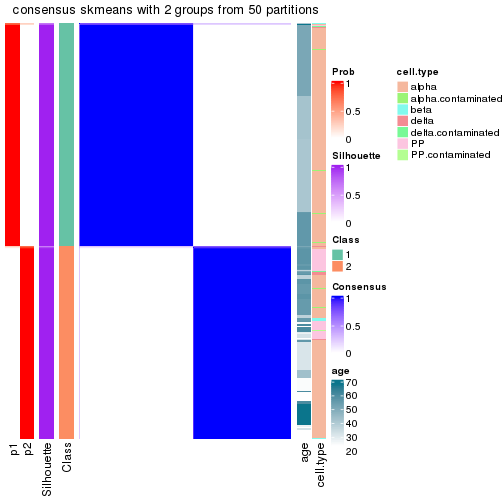 consensus skmeans with 2 groups from 50 partitions
Prob
1
0.5
0
Silhouette
1
0.5
0
Class
1
2
Consensus
1
0.5
0
age
70
60
50
40
30
20
cell.type
alpha
alpha.contaminated
beta
delta
delta.contaminated
PP
PP.contaminated
p1
p2
Silhouette
Class
age
cell.type